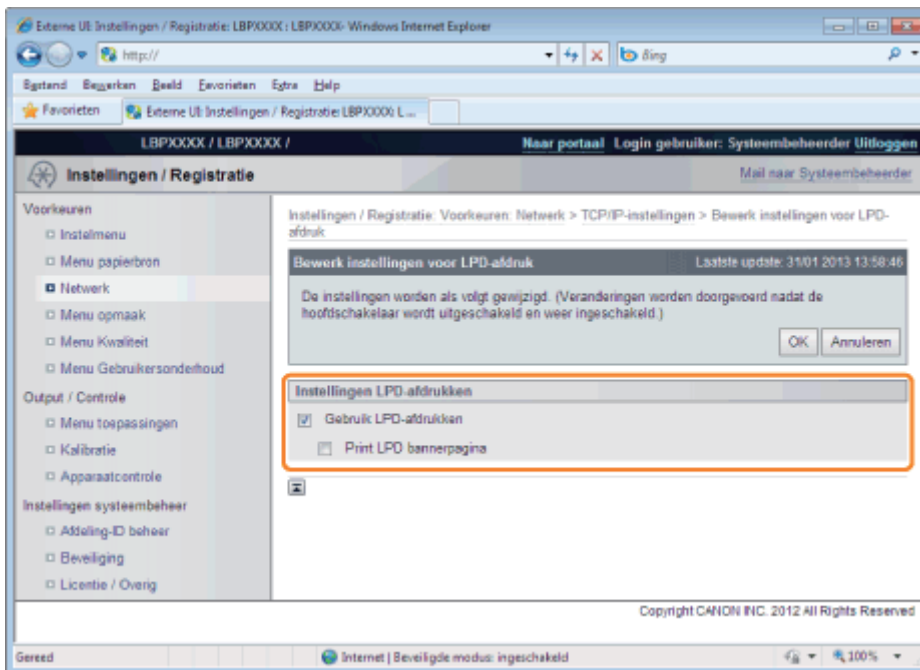 Externe UI: Instellingen / Registratie: LBPXXXX : LBPXXXX- Windows Internet Explorer
http://
Bing
Bestand Bewerken Beeld Favorieten Extra Help
Favorieten
Externe UI: Instellingen / Registratie: LBPXXXX: L...
LBPXXXX / LBPXXXX /
Naar portaal Login gebruiker: Systeembeheerder Uitloggen
Instellingen / Registratie
Mail naar Systeembeheerder
Voorkeuren
Instelmenu
Menu papierbron
Netwerk
Menu opmaak
Menu Kwaliteit
Menu Gebruikersonderhoud
Output / Controle
Menu toepassingen
Kalibratie
Apparaatcontrole
Instellingen systeembeheer
Afdeling-ID beheer
Beveiliging
Licentie / Overig
Instellingen / Registratie: Voorkeuren: Netwerk > TCP/IP-instellingen > Bewerk instellingen voor LPD-
afdruk
Bewerk instellingen voor LPD-afdruk
Laatste update: 31/01 2013 13:58:46
De instellingen worden als volgt gewijzigd. (Veranderingen worden doorgevoerd nadat de
hoofdschakelaar wordt uitgeschakeld en weer ingeschakeld.)
OK Annuleren
Instellingen LPD-afdrukken
Gebruik LPD-afdrukken
Print LPD bannerpagina
Copyright CANON INC. 2012 All Rights Reserved
Gereed
Internet | Beveiligde modus: ingeschakeld
100%